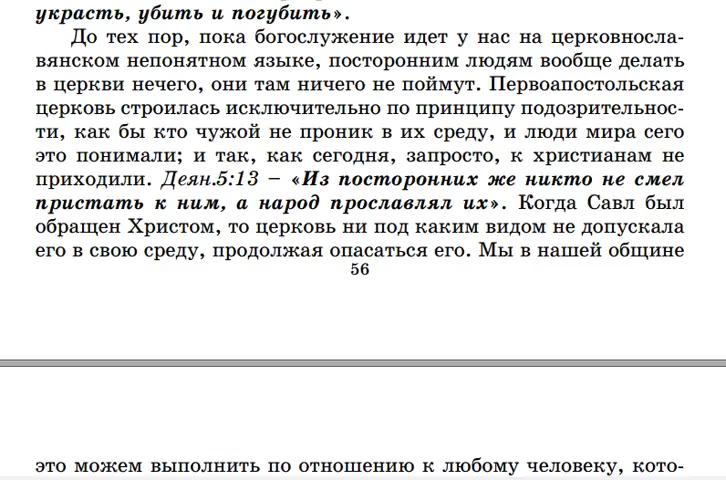 украсть, убить и погубить».
До тех пор, пока богослужение идет у нас на церковносла-
вянском непонятном языке, посторонним людям вообще делать
в церкви нечего, они там ничего не поймут. Первоапостольская
церковь строилась исключительно по принципу подозрительнос-
ти, как бы кто чужой не проник в их среду, и люди мира сего
это понимали; и так, как сегодня, запросто, к христианам не
приходили. Деян.5:13 – «Из посторонних же никто не смел
пристать к ним, а народ прославлял их». Когда Савл был
обращен Христом, то церковь ни под каким видом не допускала
его в свою среду, продолжая опасаться его. Мы в нашей общине
56
это можем выполнить по отношению к любому человеку, кото-